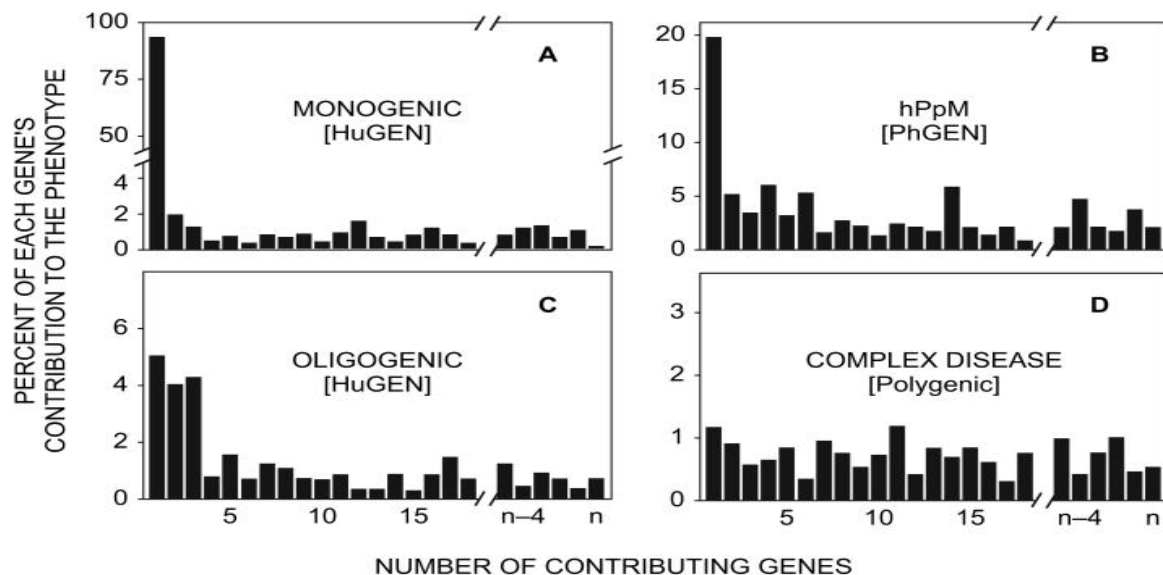 PERCENT OF EACH GENE'S
CONTRIBUTION TO THE PHENOTYPE
100
75
50
4
2
0
A
MONOGENIC
[HuGEN]
20
15
10
5
0
B
hPpM
[PhGEN]
6
4
2
0
C
OLIGOGENIC
[HuGEN]
5
10
15
n–4
n
3
2
1
0
D
COMPLEX DISEASE
[Polygenic]
5
10
15
n–4
n
NUMBER OF CONTRIBUTING GENES